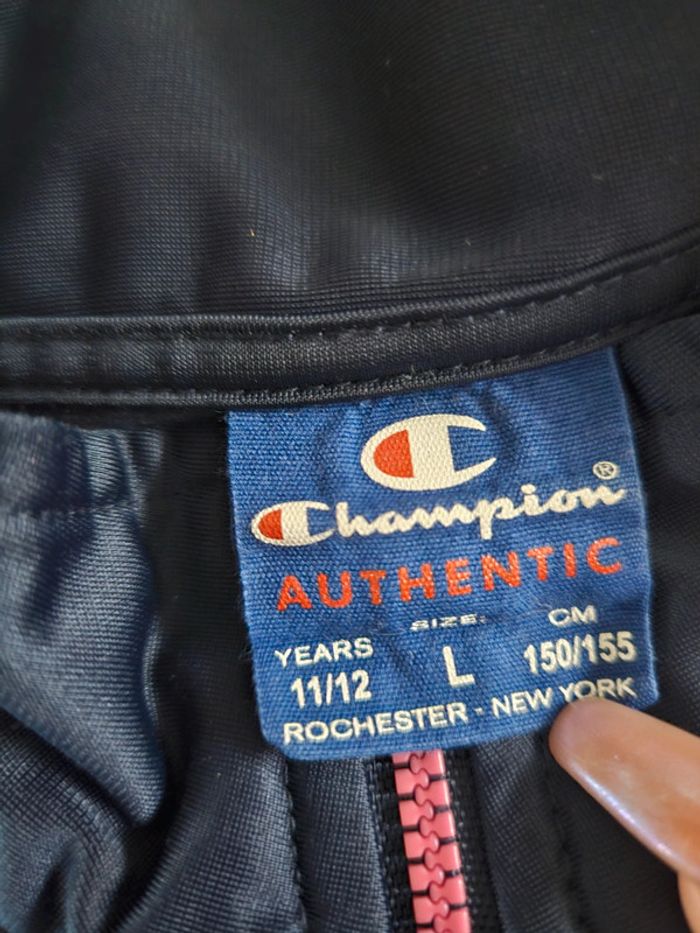 Champion®
AUTHENTIC
SIZE: CM
YEARS L 150/155
11/12
ROCHESTER - NEW YORK